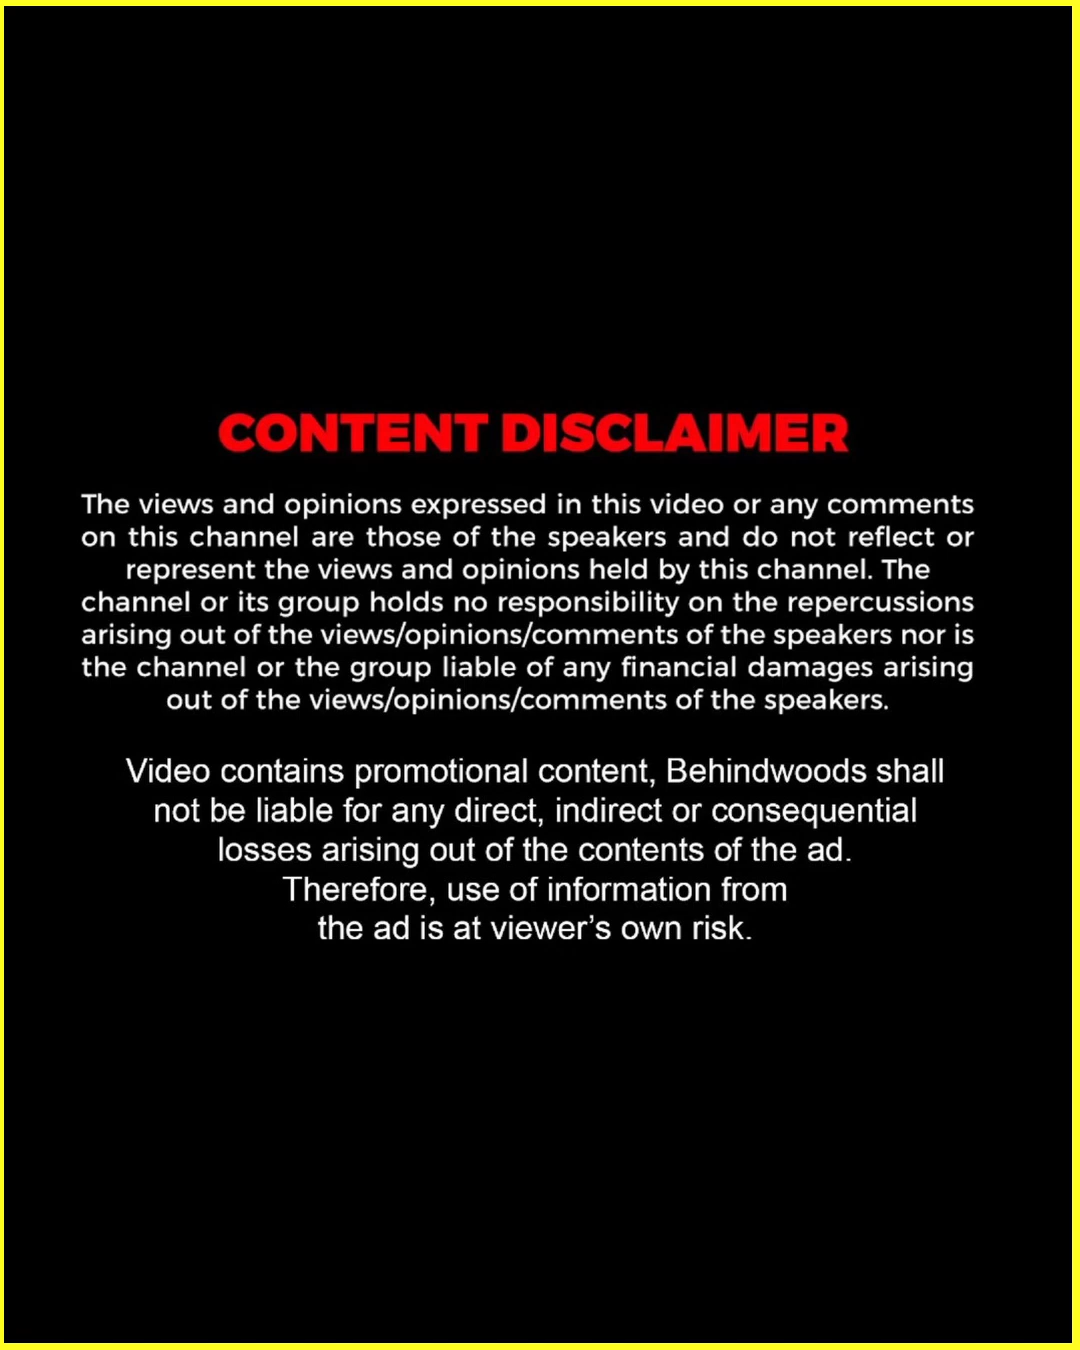 CONTENT DISCLAIMER
The views and opinions expressed in this video or any comments
on this channel are those of the speakers and do not reflect or
represent the views and opinions held by this channel. The
channel or its group holds no responsibility on the repercussions
arising out of the views/opinions/comments of the speakers nor is
the channel or the group liable of any financial damages arising
out of the views/opinions/comments of the speakers.
Video contains promotional content, Behindwoods shall
not be liable for any direct, indirect or consequential
losses arising out of the contents of the ad.
Therefore, use of information from
the ad is at viewer’s own risk.